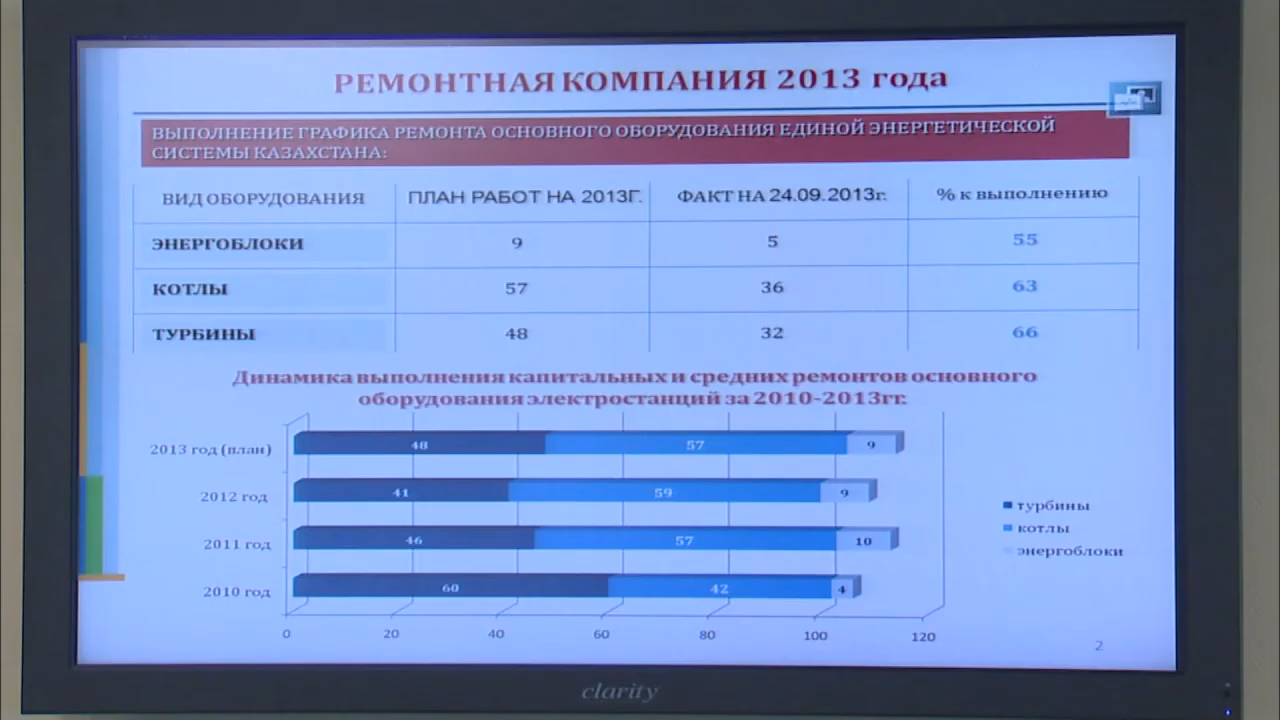 РЕМОНТНАЯ КОМПАНИЯ 2013 года
ВЫПОЛНЕНИЕ ГРАФИКА РЕМОНТА ОСНОВНОГО ОБОРУДОВАНИЯ ЕДИНОЙ ЭНЕРГЕТИЧЕСКОЙ
СИСТЕМЫ КАЗАХСТАНА:
ВИД ОБОРУДОВАНИЯ ПЛАН РАБОТ НА 2013Г. ФАКТ НА 24.09.2013г. % к выполнению
ЭНЕРГОБЛОКИ 9 5 55
КОТЛЫ 57 36 63
ТУРБИНЫ 48 32 66
Динамика выполнения капитальных и средних ремонтов основного
оборудования электростанций за 2010-2013гг.
2013 год (план) 48 57 9
2012 год 41 59 9
2011 год 46 57 10
2010 год 60 42 4
0 20 40 60 80 100 120
турбины
котлы
энергоблоки
2
clarity